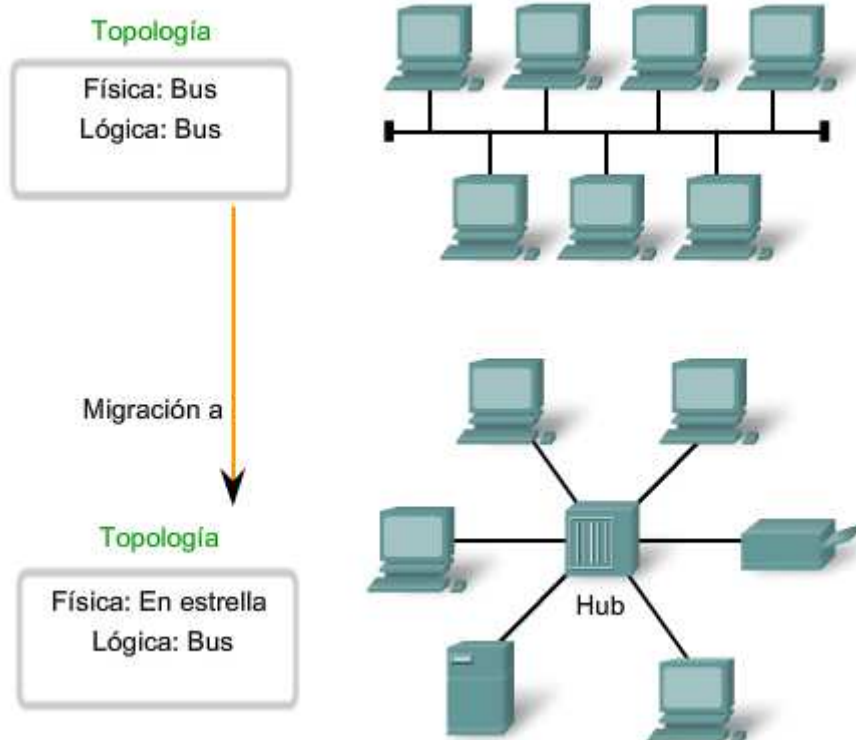 Topología
Física: Bus
Lógica: Bus
Migración a
Topología
Física: En estrella
Lógica: Bus
Hub